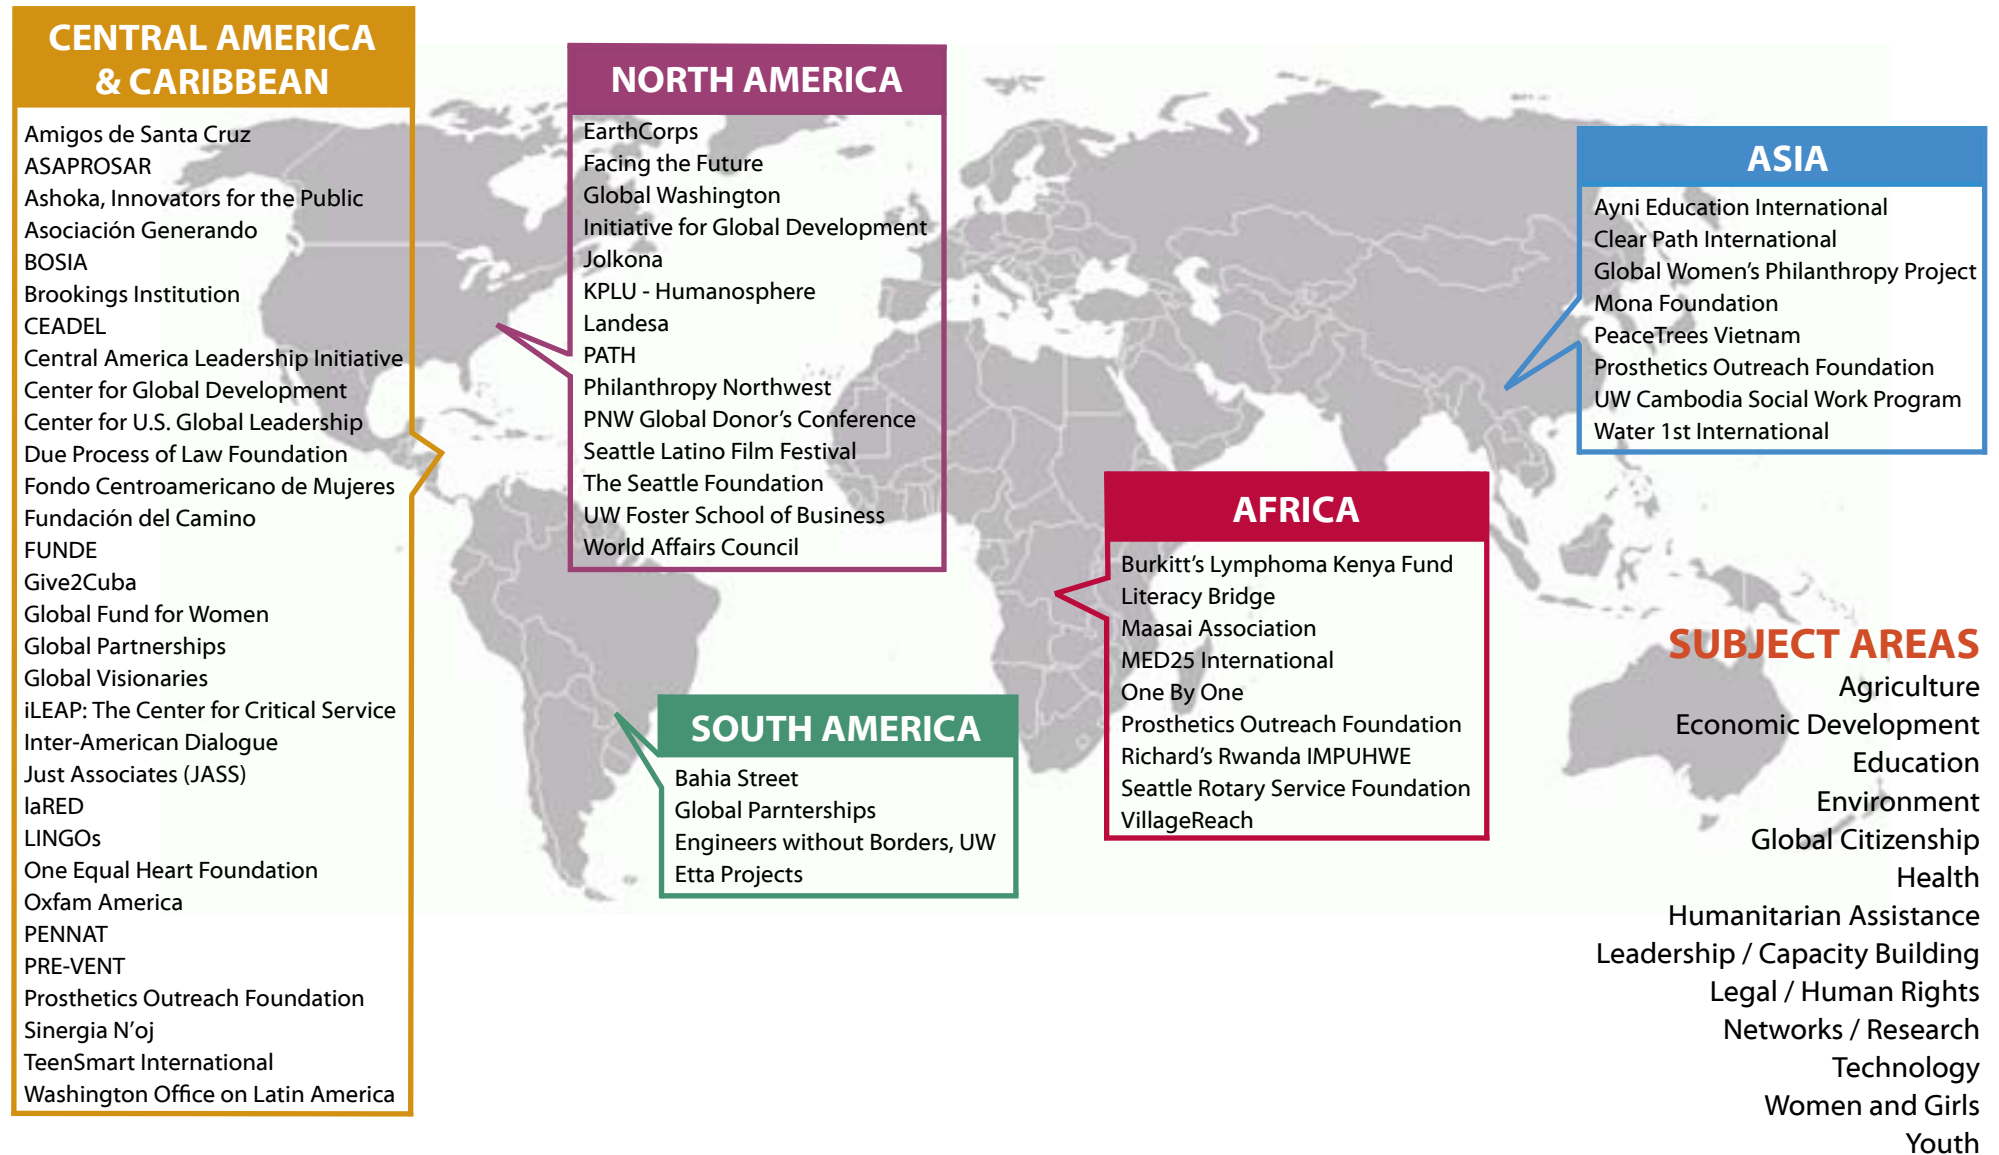 CENTRAL AMERICA
& CARIBBEAN
Amigos de Santa Cruz
ASAPROSAR
Ashoka, Innovators for the Public
Asociación Generando
BOSIA
Brookings Institution
CEADEL
Central America Leadership Initiative
Center for Global Development
Center for U.S. Global Leadership
Due Process of Law Foundation
Fondo Centroamericano de Mujeres
Fundación del Camino
FUNDE
Give2Cuba
Global Fund for Women
Global Partnerships
Global Visionaries
iLEAP: The Center for Critical Service
Inter-American Dialogue
Just Associates (JASS)
laRED
LINGOs
One Equal Heart Foundation
Oxfam America
PENNAT
PRE-VENT
Prosthetics Outreach Foundation
Sinergia N’oj
TeenSmart International
Washington Office on Latin America
NORTH AMERICA
EarthCorps
Facing the Future
Global Washington
Initiative for Global Development
Jolkona
KPLU - Humanosphere
Landesa
PATH
Philanthropy Northwest
PNW Global Donor’s Conference
Seattle Latino Film Festival
The Seattle Foundation
UW Foster School of Business
World Affairs Council
SOUTH AMERICA
Bahia Street
Global Parnterships
Engineers without Borders, UW
Etta Projects
AFRICA
Burkitt’s Lymphoma Kenya Fund
Literacy Bridge
Maasai Association
MED25 International
One By One
Prosthetics Outreach Foundation
Richard’s Rwanda IMPUHWE
Seattle Rotary Service Foundation
VillageReach
ASIA
Ayni Education International
Clear Path International
Global Women’s Philanthropy Project
Mona Foundation
PeaceTrees Vietnam
Prosthetics Outreach Foundation
UW Cambodia Social Work Program
Water 1st International
SUBJECT AREAS
Agriculture
Economic Development
Education
Environment
Global Citizenship
Health
Humanitarian Assistance
Leadership / Capacity Building
Legal / Human Rights
Networks / Research
Technology
Women and Girls
Youth